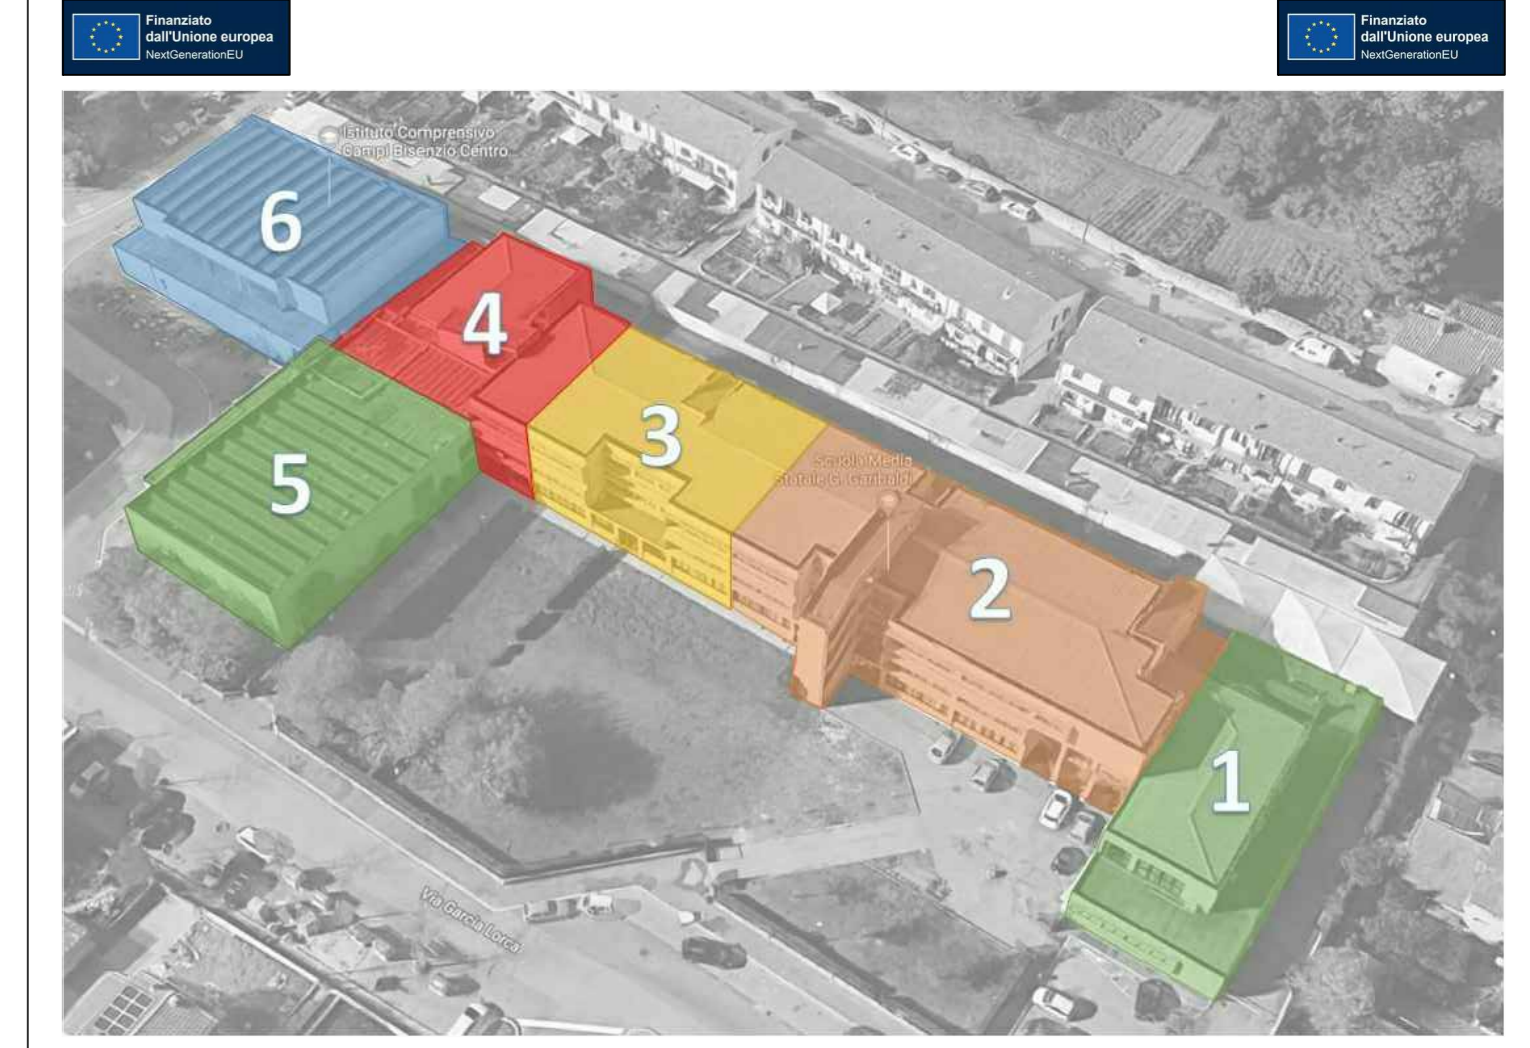 Finanziato
dall'Unione europea
NextGenerationEU
Finanziato
dall'Unione europea
NextGenerationEU
Istituto Comprensivo
Campi Bisenzio Centro
6
4
3
5
Scuola Media
Statale G. Garibaldi
2
1
Via Garcia Lorca